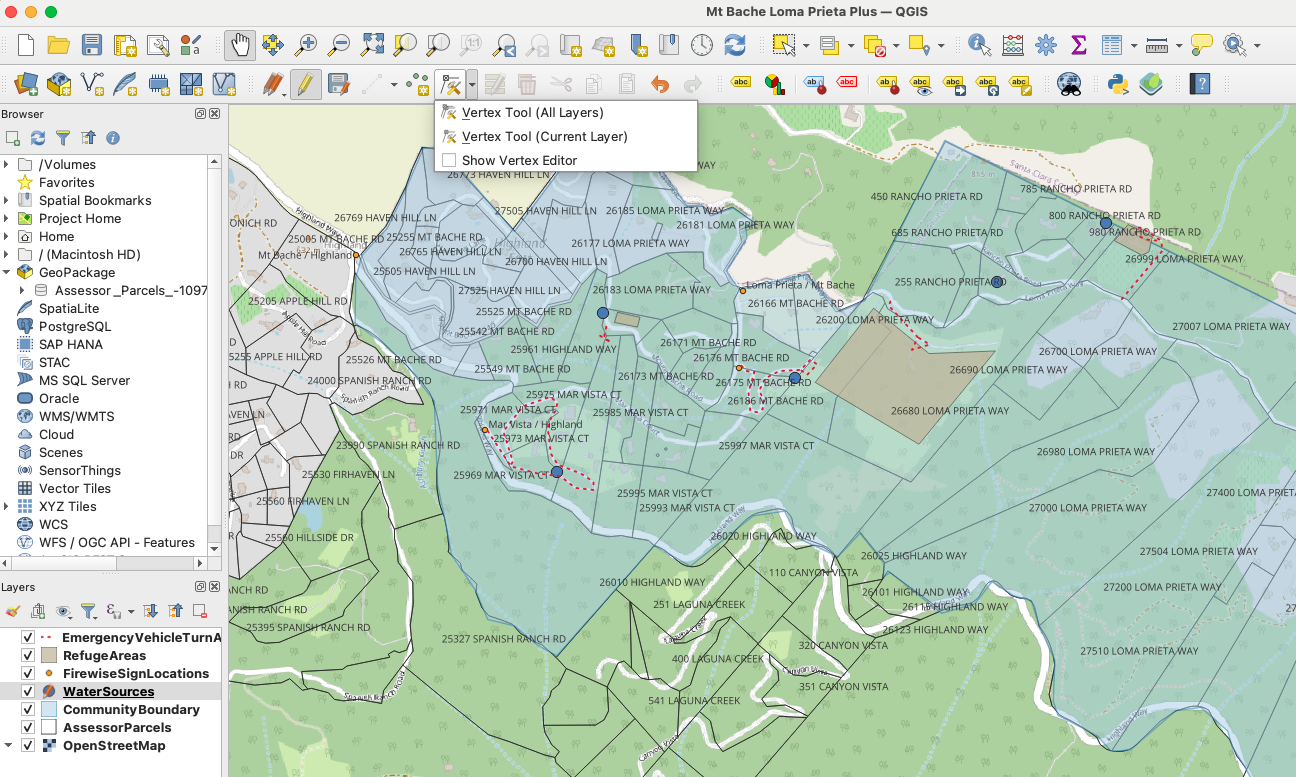 Mt Bache Loma Prieta Plus — QGIS
Vertex Tool (All Layers)
Vertex Tool (Current Layer)
Show Vertex Editor
Browser
/Volumes
Favorites
Spatial Bookmarks
Project Home
Home
/ (Macintosh HD)
GeoPackage
Assessor _Parcels_-1097
SpatiaLite
PostgreSQL
SAP HANA
STAC
MS SQL Server
Oracle
WMS/WMTS
Cloud
Scenes
SensorThings
Vector Tiles
XYZ Tiles
WCS
WFS / OGC API - Features
Layers
EmergencyVehicleTurnA
RefugeAreas
FirewiseSignLocations
WaterSources
CommunityBoundary
AssessorParcels
OpenStreetMap
26773 HAVEN HILL LN
WAY
785 RANCHO PRIETA RD
450 RANCHO PRIETA RD
27505 HAVEN HILL LN
26185 LOMA PRIETA WAY
26769 HAVEN HILL LN
800 RANCHO PRIETA RD
26181 LOMA PRIETA WAY
ONICH RD
685 RANCHO PRIETA RD
980 RANCHO PRIETA RD
25005 MT BACHE RD
25255 MT BACHE RD
26177 LOMA PRIETA WAY
Mt Bache / Highland
26765 HAVEN HILL LN
26700 HAVEN HILL LN
26999 LOMA PRIETA WAY
25505 HAVEN HILL LN
255 RANCHO PRIETA RD
Loma Prieta / Mt Bache
27525 HAVEN HILL LN
26183 LOMA PRIETA WAY
25205 APPLE HILL RD
26166 MT BACHE RD
25525 MT BACHE RD
26200 LOMA PRIETA WAY
27007 LOMA PRIETA WAY
25542 MT BACHE RD
26171 MT BACHE RD
25961 HIGHLAND WAY
26700 LOMA PRIETA WAY
5255 APPLE HILL RD
25526 MT BACHE RD
26176 MT BACHE RD
25549 MT BACHE RD
26690 LOMA PRIETA WAY
26173 MT BACHE RD
24000 SPANISH RANCH RD
26175 MT BACHE RD
I RD
25975 MAR VISTA CT
26186 MT BACHE RD
25971 MAR VISTA CT
25985 MAR VISTA CT
26680 LOMA PRIETA WAY
AVEN LN
Mar Vista / Highland
25973 MAR VISTA CT
23990 SPANISH RANCH RD
25997 MAR VISTA CT
26980 LOMA PRIETA WAY
DR
25530 FIRHAVEN LN
25969 MAR VISTA CT
25995 MAR VISTA CT
27400 LOMA PRIET
25560 FIRHAVEN LN
25993 MAR VISTA CT
27000 LOMA PRIETA WAY
25560 HILLSIDE DR
26020 HIGHLAND WAY
26025 HIGHLAND WAY
27504 LOMA PRIETA WAY
110 CANYON VISTA
26010 HIGHLAND WAY
27200 LOMA PRIETA WAY
NCH RD
26101 HIGHLAND WAY
251 LAGUNA CREEK
26115 HIGHLAND WAY
NISH RANCH RD
25395 SPANISH RANCH RD
26123 HIGHLAND WAY
25327 SPANISH RANCH RD
320 CANYON VISTA
27510 LOMA PRIETA WAY
400 LAGUNA CREEK
351 CANYON VISTA
541 LAGUNA CREEK
Spanish Ranch Road
Apple Hill Road
Canyon Vista
Highland Way
Santa Clara C
815 m
Highland